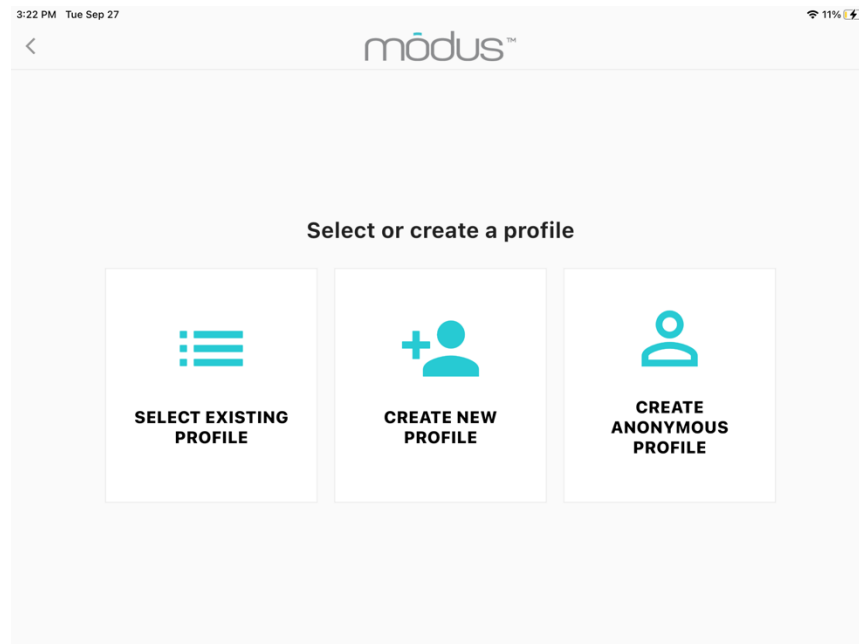 3:22 PM Tue Sep 27
11%
mōdus™
Select or create a profile
SELECT EXISTING
PROFILE
CREATE NEW
PROFILE
CREATE
ANONYMOUS
PROFILE